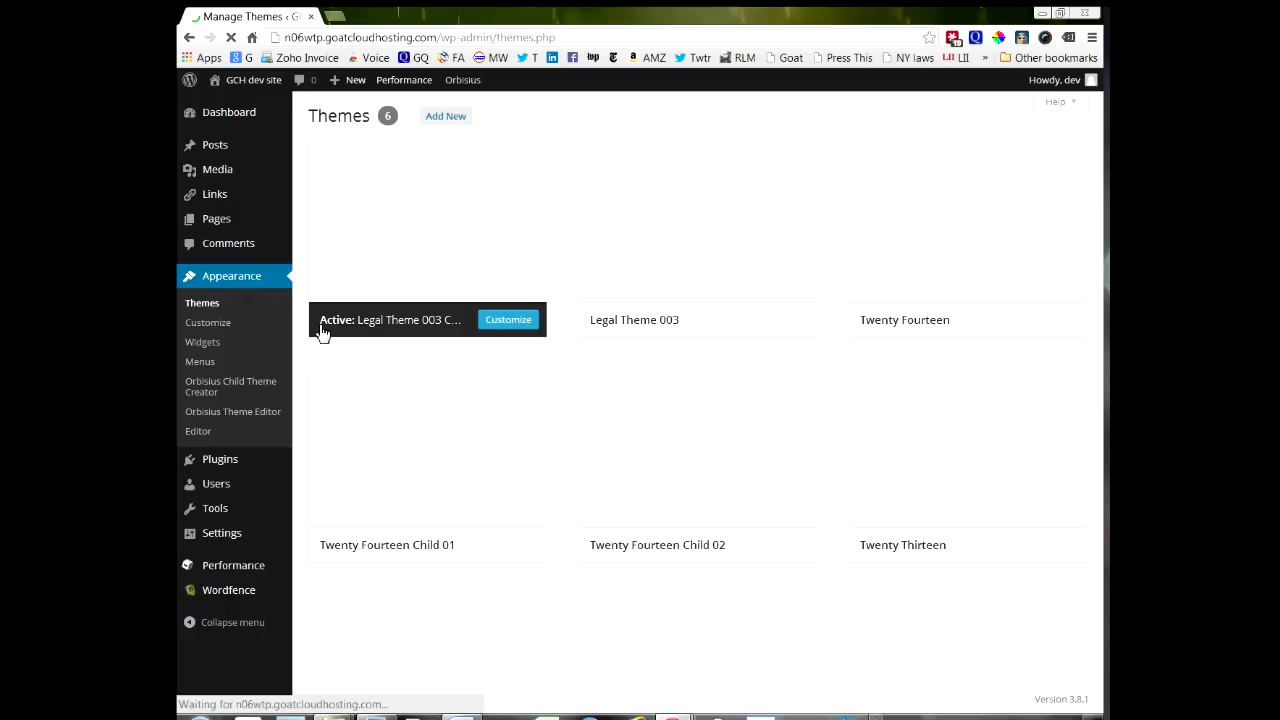 Manage Themes ‹ GC
n06wtp.goatcloudhosting.com/wp-admin/themes.php
Apps G Zoho Invoice Voice GQ FA MW T wp AMZ Twtr RLM Goat Press This NY laws LII LII » Other bookmarks
GCH dev site 0 + New Performance Orbisius Howdy, dev
Help
Themes 6 Add New
Dashboard
Posts
Media
Links
Pages
Comments
Appearance
Themes
Customize
Widgets
Menus
Orbisius Child Theme
Creator
Orbisius Theme Editor
Editor
Plugins
Users
Tools
Settings
Performance
Wordfence
Collapse menu
Active: Legal Theme 003 C... Customize
Legal Theme 003
Twenty Fourteen
Twenty Fourteen Child 01
Twenty Fourteen Child 02
Twenty Thirteen
Version 3.8.1
Waiting for n06wtp.goatcloudhosting.com...